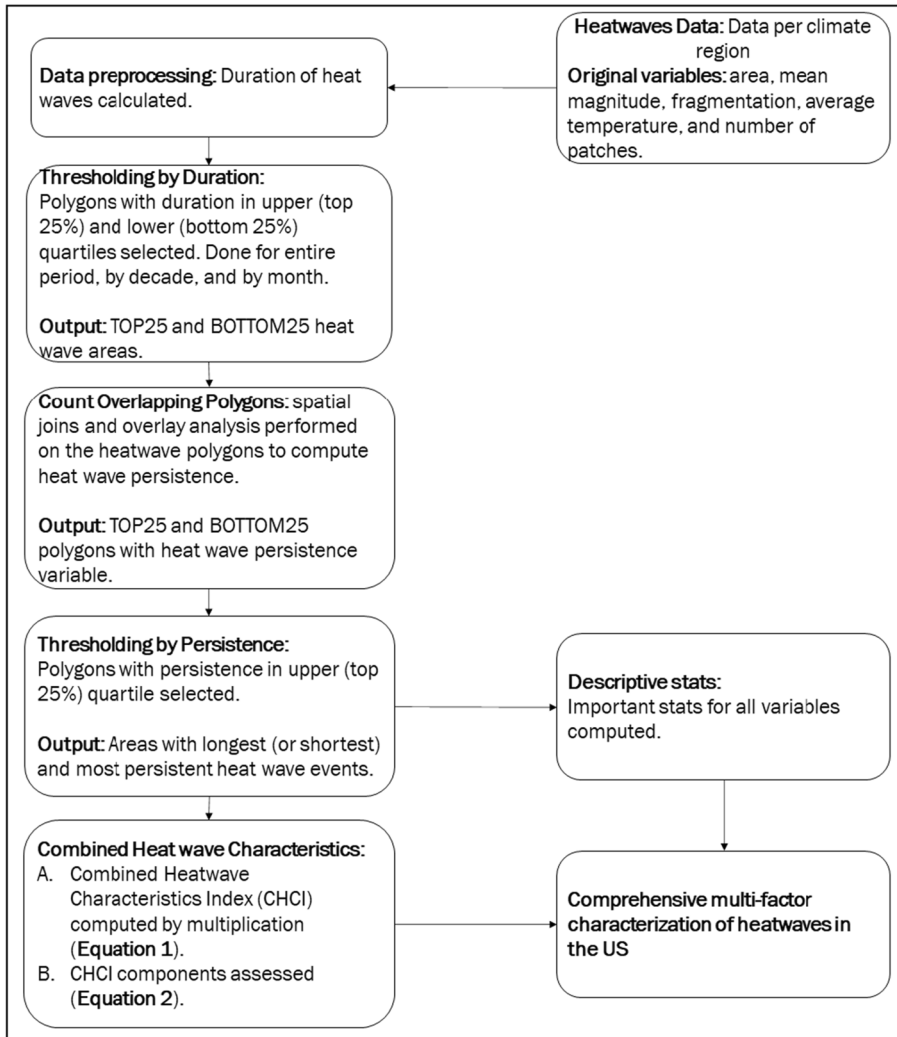 Heatwaves Data: Data per climate
region
Original variables: area, mean
magnitude, fragmentation, average
temperature, and number of
patches.
Data preprocessing: Duration of heat
waves calculated.
Thresholding by Duration:
Polygons with duration in upper (top
25%) and lower (bottom 25%)
quartiles selected. Done for entire
period, by decade, and by month.
Output: TOP25 and BOTTOM25 heat
wave areas.
Count Overlapping Polygons: spatial
joins and overlay analysis performed
on the heatwave polygons to compute
heat wave persistence.
Output: TOP25 and BOTTOM25
polygons with heat wave persistence
variable.
Thresholding by Persistence:
Polygons with persistence in upper (top
25%) quartile selected.
Output: Areas with longest (or shortest)
and most persistent heat wave events.
Descriptive stats:
Important stats for all variables
computed.
Combined Heat wave Characteristics:
A. Combined Heatwave
Characteristics Index (CHCI)
computed by multiplication
(Equation 1).
B. CHCI components assessed
(Equation 2).
Comprehensive multi-factor
characterization of heatwaves in
the US